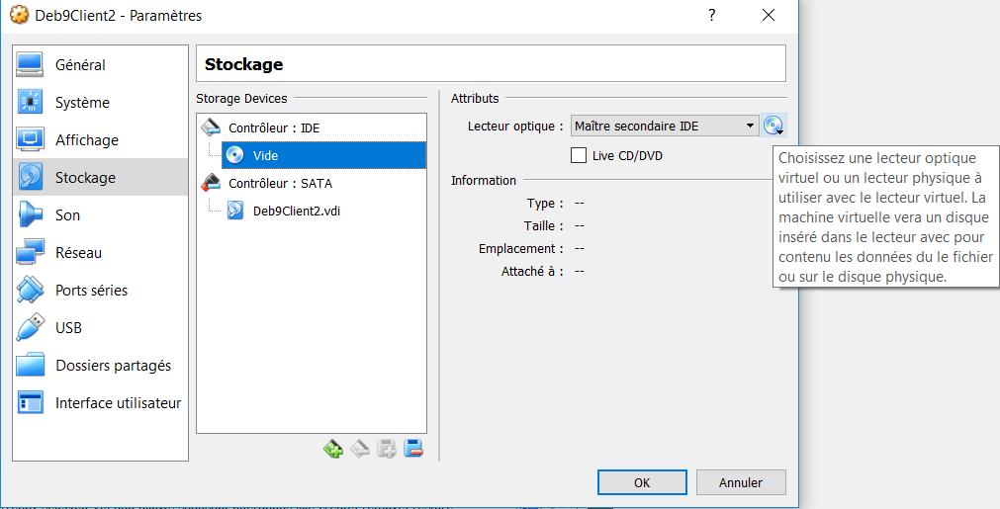 Deb9Client2 - Paramètres
?
Général
Système
Affichage
Stockage
Son
Réseau
Ports séries
USB
Dossiers partagés
Interface utilisateur
Stockage
Storage Devices
Contrôleur : IDE
Vide
Contrôleur : SATA
Deb9Client2.vdi
Attributs
Lecteur optique : Maître secondaire IDE
Live CD/DVD
Information
Type : --
Taille : --
Emplacement : --
Attaché à : --
Choisissez une lecteur optique
virtuel ou un lecteur physique à
utiliser avec le lecteur virtuel. La
machine virtuelle vera un disque
inséré dans le lecteur avec pour
contenu les données du le fichier
ou sur le disque physique.
OK
Annuler